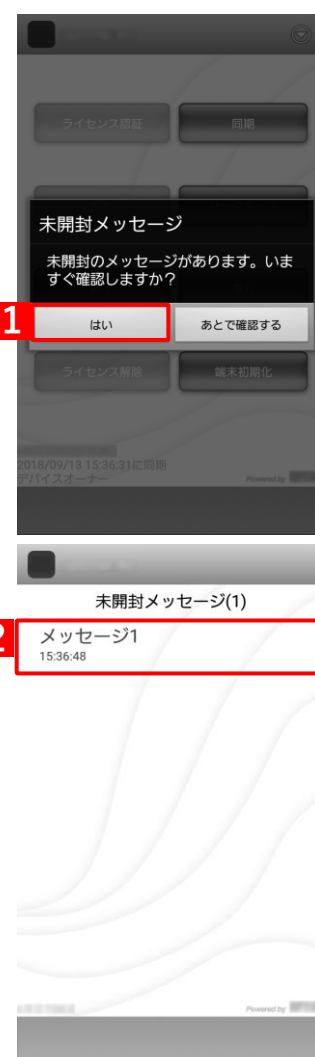 ライセンス認証
同期
未開封メッセージ
未開封のメッセージがあります。いま
すぐ確認しますか？
1
はい
あとで確認する
ライセンス解除
端末初期化
2018/09/13 15:36:31に同期
デバイスオーナー
Powered by
未開封メッセージ(1)
2
メッセージ1
15:36:48
Powered by